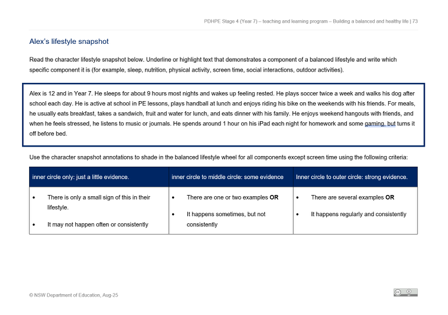 PDHPE Stage 4 (Year 7) – teaching and learning program – Building a balanced and healthy life | 73
Alex's lifestyle snapshot
Read the character lifestyle snapshot below. Underline or highlight text that demonstrates a component of a balanced lifestyle and write which
specific component it is (for example, sleep, nutrition, physical activity, screen time, social interactions, outdoor activities).
Alex is 12 and in Year 7. He sleeps for about 9 hours most nights and wakes up feeling rested. He plays soccer twice a week and walks his dog after
school each day. He is active at school in PE lessons, plays handball at lunch and enjoys riding his bike on the weekends with his friends. For meals,
he usually eats breakfast, takes a sandwich, fruit and water for lunch, and eats dinner with his family. He enjoys weekend hangouts with friends, and
when he feels stressed, he listens to music or journals. He spends around 1 hour on his iPad each night for homework and some gaming, but turns it
off before bed.
Use the character snapshot annotations to shade in the balanced lifestyle wheel for all components except screen time using the following criteria:
inner circle only: just a little evidence.
inner circle to middle circle: some evidence
Inner circle to outer circle: strong evidence.
• There is only a small sign of this in their
lifestyle.
• It may not happen often or consistently
• There are one or two examples OR
• It happens sometimes, but not
consistently
• There are several examples OR
• It happens regularly and consistently
© NSW Department of Education, Aug-25